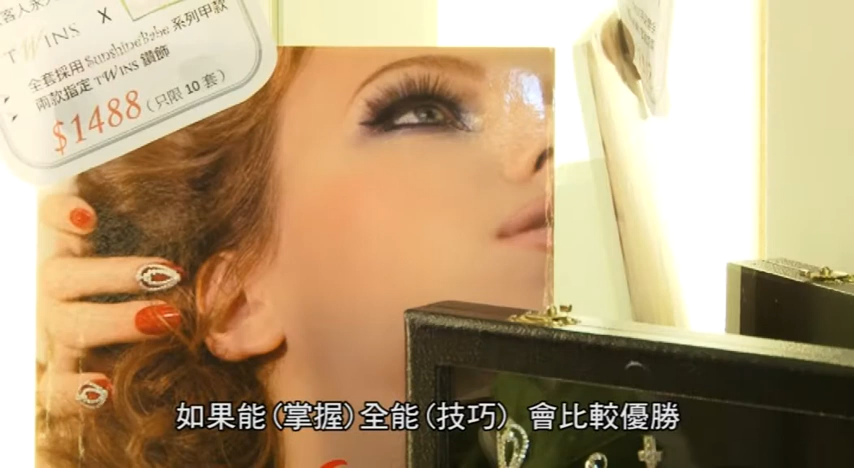 TWINS X
全套採用 SunshineBabe 系列甲款
兩款指定 TWINS 鑽飾
$1488 (只限 10 套)
如果能(掌握)全能(技巧) 會比較優勝